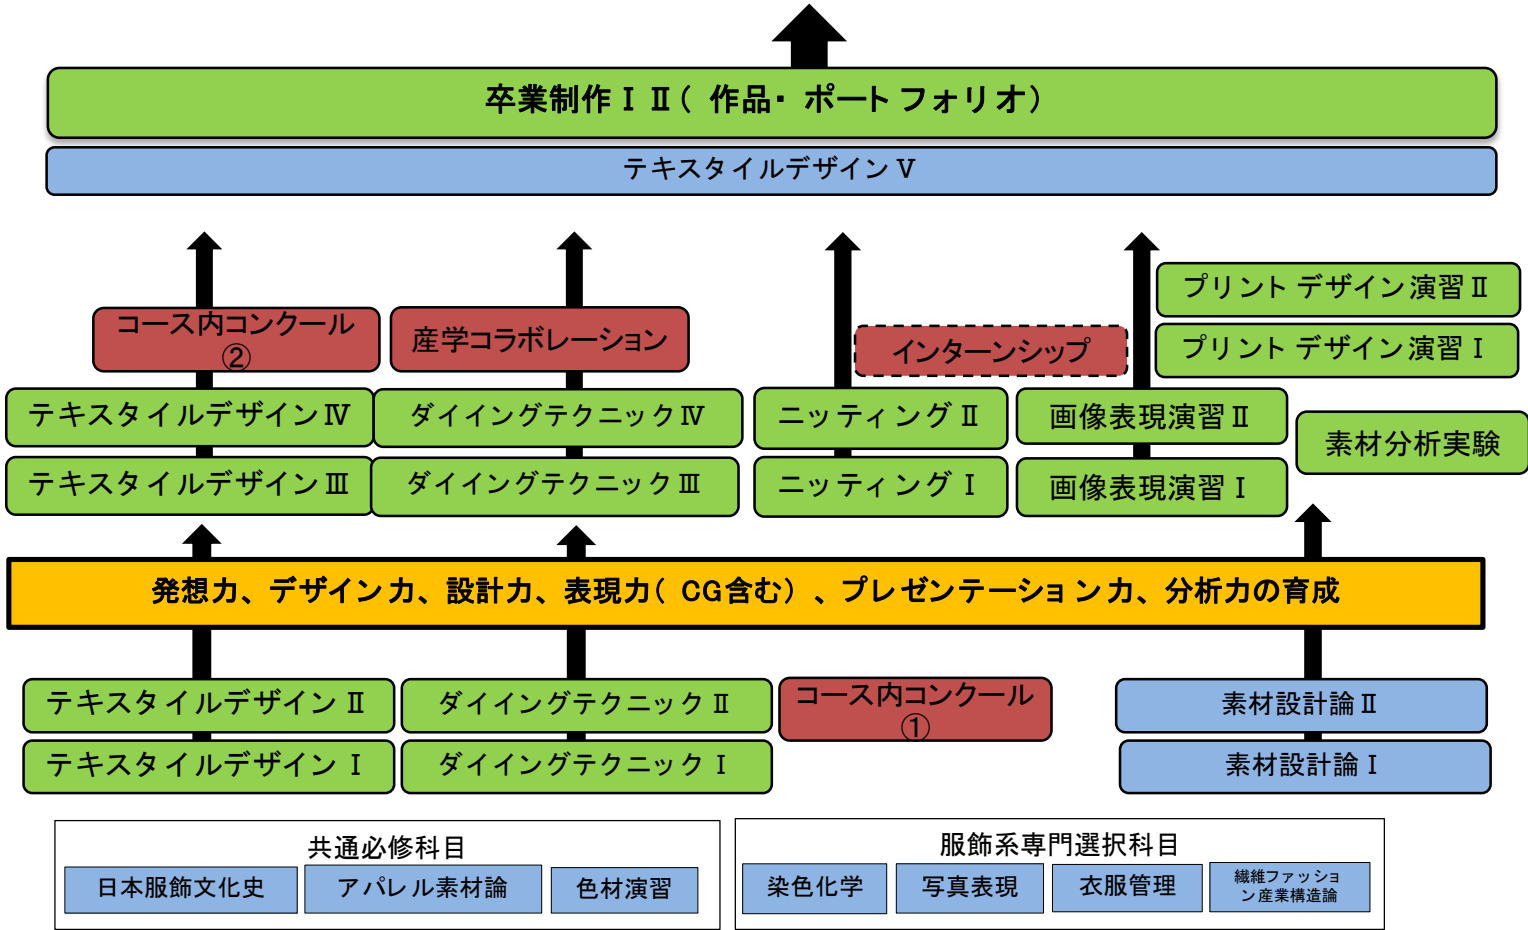 卒業制作ⅠⅡ(作品・ポートフォリオ)
テキスタイルデザインⅤ
プリントデザイン演習Ⅱ
コース内コンクール
②
産学コラボレーション
インターンシップ
プリントデザイン演習Ⅰ
テキスタイルデザインⅣ
ダイイングテクニックⅣ
ニッティングⅡ
画像表現演習Ⅱ
素材分析実験
テキスタイルデザインⅢ
ダイイングテクニックⅢ
ニッティングⅠ
画像表現演習Ⅰ
発想力、デザイン力、設計力、表現力(CG含む)、プレゼンテーション力、分析力の育成
テキスタイルデザインⅡ
ダイイングテクニックⅡ
コース内コンクール
①
素材設計論Ⅱ
テキスタイルデザインⅠ
ダイイングテクニックⅠ
素材設計論Ⅰ
共通必修科目
日本服飾文化史
アパレル素材論
色材演習
服飾系専門選択科目
染色化学
写真表現
衣服管理
繊維ファッショ
ン産業構造論